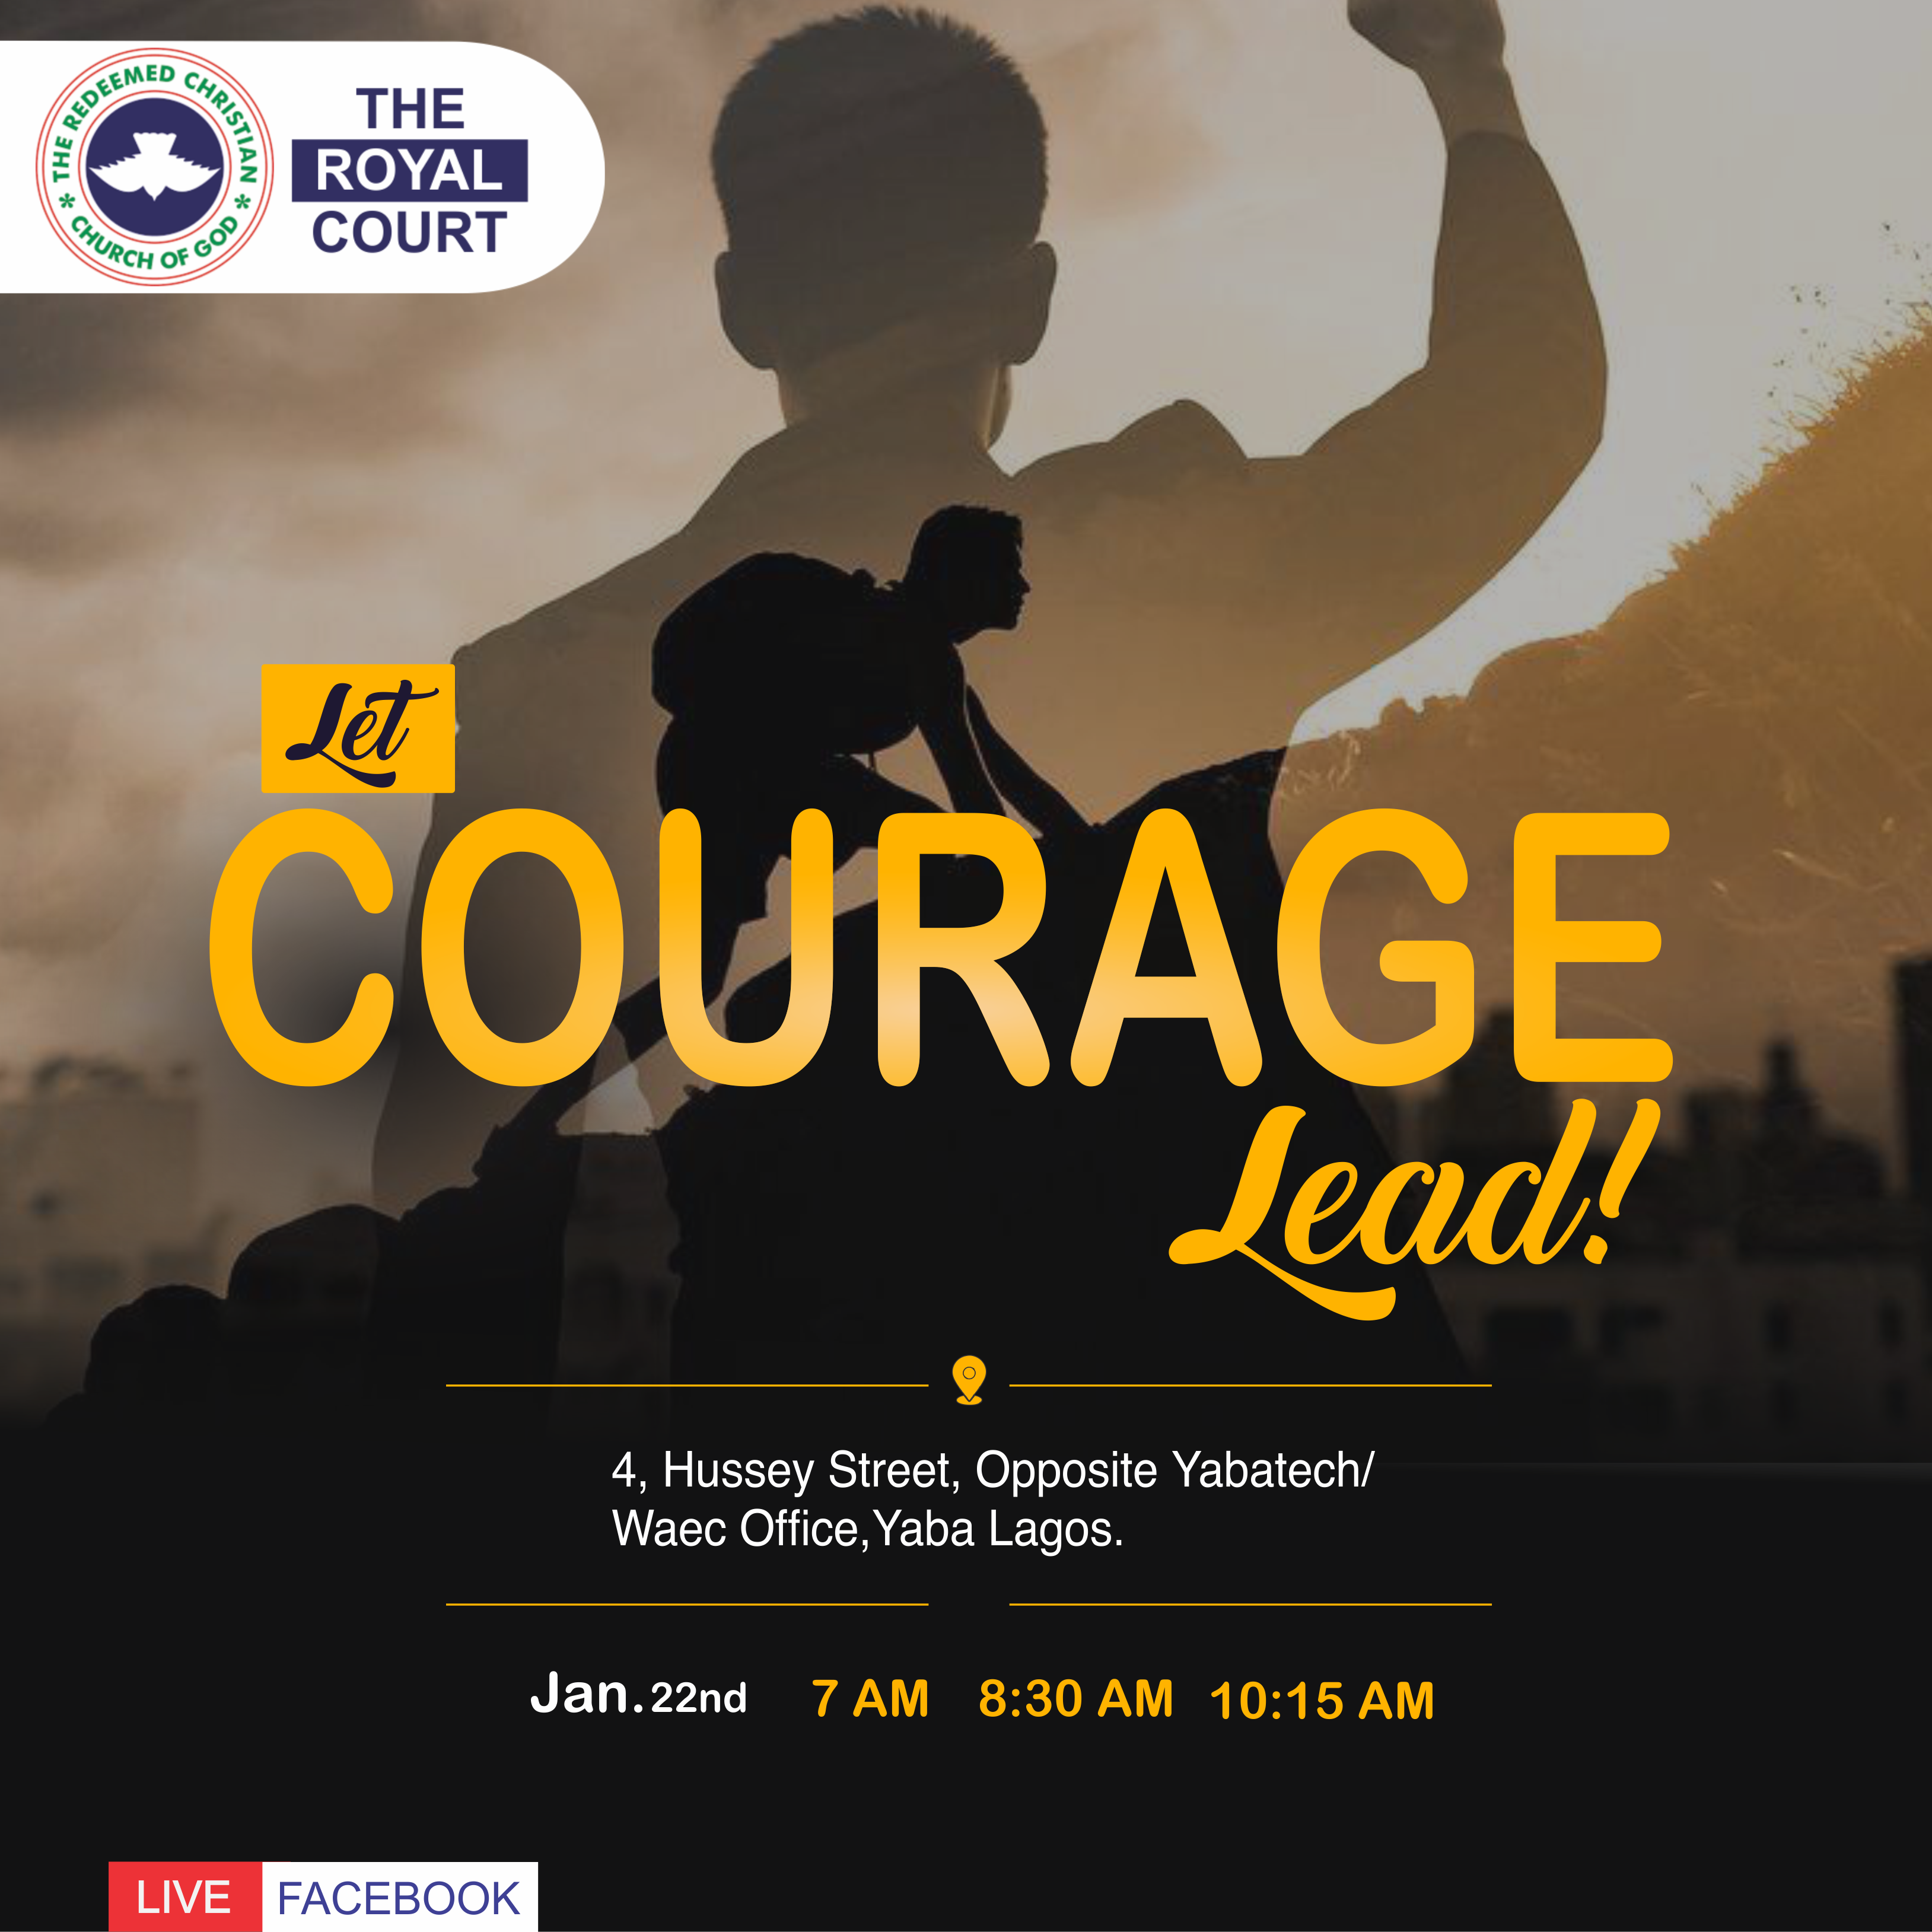 THE REDEEMED CHRISTIAN
CHURCH OF GOD
THE
ROYAL
COURT
Let
COURAGE
Lead!
4, Hussey Street, Opposite Yabatech/
Waec Office,Yaba Lagos.
Jan.22nd 7 AM 8:30 AM 10:15 AM
LIVE FACEBOOK